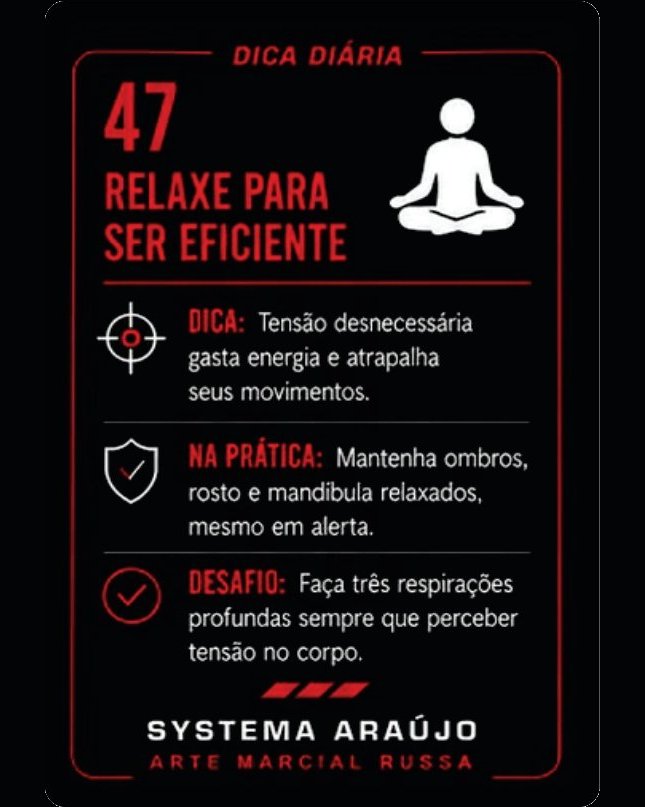 DICA DIÁRIA
47
RELAXE PARA
SER EFICIENTE
DICA: Tensão desnecessária
gasta energia e atrapalha
seus movimentos.
NA PRÁTICA: Mantenha ombros,
rosto e mandíbula relaxados,
mesmo em alerta.
DESAFIO: Faça três respirações
profundas sempre que perceber
tensão no corpo.
SYSTEMA ARAÚJO
ARTE MARCIAL RUSSA